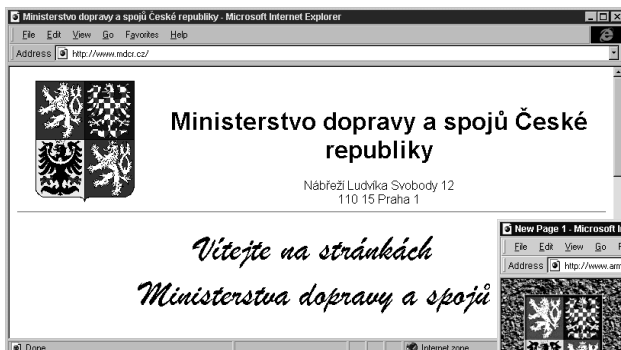 Ministerstvo dopravy a spojů České republiky - Microsoft Internet Explorer
File Edit View Go Favorites Help
Address http://www.mdcr.cz/
Ministerstvo dopravy a spojů České
republiky
Nábřeží Ludvíka Svobody 12
110 15 Praha 1
Vítejte na stránkách
Ministerstva dopravy a spojů
New Page 1 - Microsoft I
File Edit View Go F
Address http://www.arm
Done Internet zone